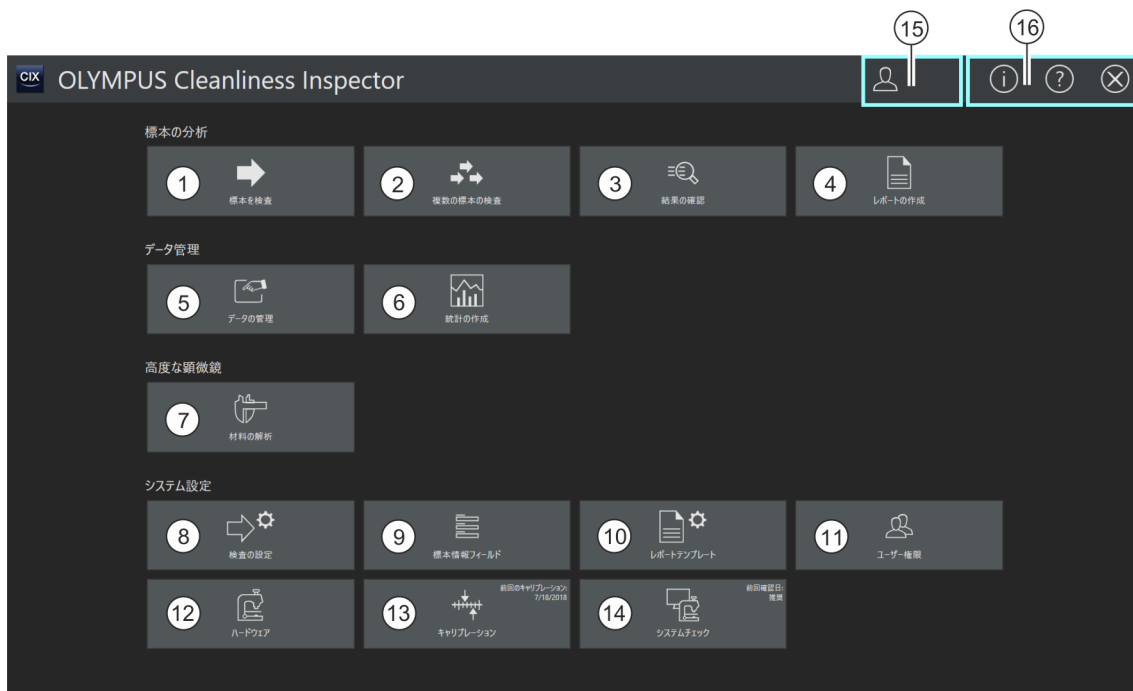 15
16
CIX
OLYMPUS Cleanliness Inspector
i
?
標本の分析
1
標本を検査
2
複数の標本の検査
3
結果の確認
4
レポートの作成
データ管理
5
データの管理
6
統計の作成
高度な顕微鏡
7
材料の解析
システム設定
8
検査の設定
9
標本情報フィールド
10
レポートテンプレート
11
ユーザー権限
12
ハードウェア
13
前回のキャリブレーション:
7/18/2018
キャリブレーション
14
前回確認日:
推奨
システムチェック